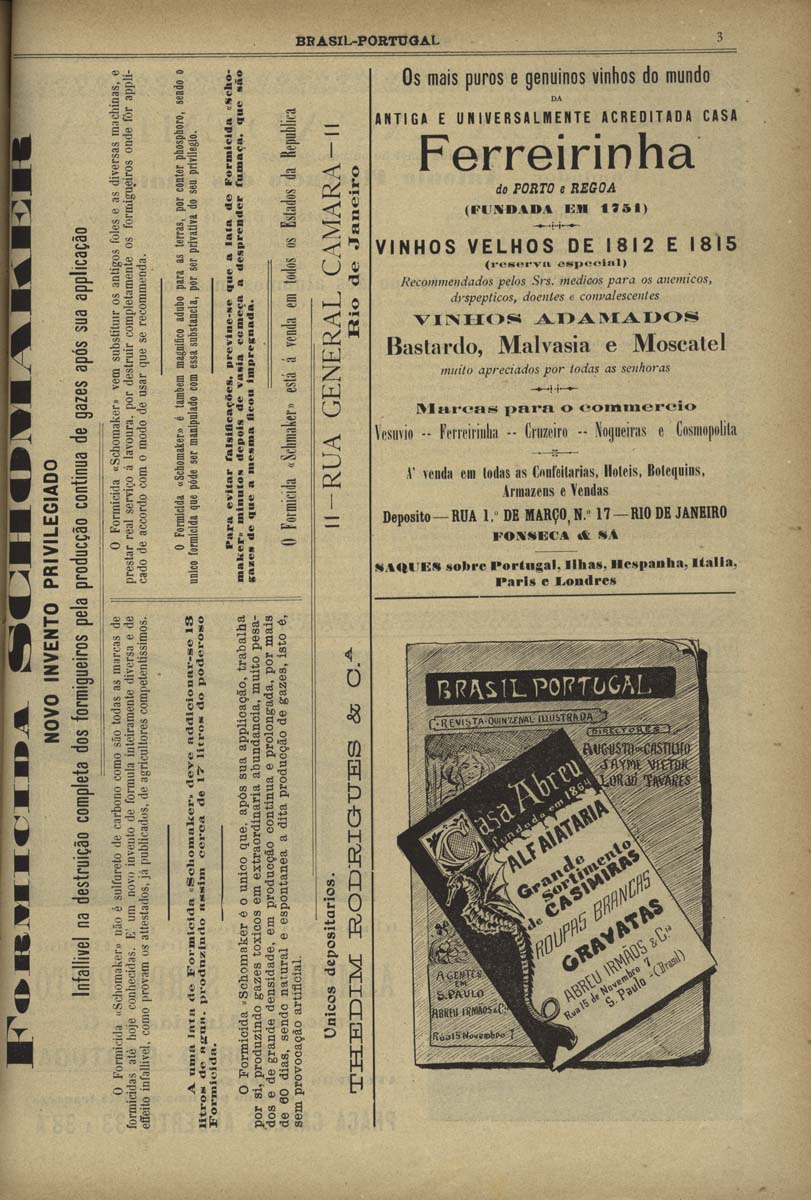 BRASIL-PORTUGAL
3
FORMICIDA SCHOMAKER
NOVO INVENTO PRIVILEGIADO
Infallivel na destruição completa dos formigueiros pela producção continua de gazes após sua applicação
O Formicida «Schomaker» não é sulfureto de carbono como são todas as marcas de
formicidas até hoje conhecidas. E' um novo invento de formula inteiramente diversa e de
effeito infallivel, como provam os attestados, já publicados, de agricultores competentissimos.
A uma lata de Formicida «Schomaker» deve addicionar-se 13
litros de agua, produzindo assim cerca de 17 litros do poderoso
Formicida.
O Formicida «Schomaker é o unico que, após sua applicação, trabalha
por si, produzindo gazes toxicos em extraordinaria abundancia, muito pesa-
dos e de grande densidade, em producção continua e prolongada, por mais
de 60 dias, sendo natural e espontanea a dita producção de gazes, isto é,
sem provocação artificial.
O Formicida «Schomaker» vem substituir os antigos foles e as diversas machinas, e
prestar real serviço á lavoura, por destruir completamente os formigueiros onde fôr appli-
cado de accordo com o modo de usar que se recommenda.
O Formicida «Schomaker» é tambem magnifico adubo para as terras, por conter phosphoro, sendo o
unico formicida que póde ser manipulado com essa substancia, por ser privativa do seu privilegio.
Para evitar falsificações, previne-se que a lata de Formicida «Scho-
maker» minutos depois de vasia começa a desprender fumaça, que são
gazes de que a mesma ficou impregnada.
O Formicida «Schmaker» está á venda em todos os Estados da Republica
Unicos depositarios.
THEDIM RODRIGUES & C.A
11—RUA GENERAL CAMARA—11
Rio de Janeiro
Os mais puros e genuinos vinhos do mundo
DA
ANTIGA E UNIVERSALMENTE ACREDITADA CASA
Ferreirinha
do PORTO e REGOA
(FUNDADA EM 1751)
VINHOS VELHOS DE 1812 E 1815
(reserva especial)
Recommendados pelos Srs. medicos para os anemicos,
dyspepticos, doentes e convalescentes
VINHOS ADAMADOS
Bastardo, Malvasia e Moscatel
muito apreciados por todas as senhoras
Marcas para o commercio
Vesuvio -- Ferreirinha -- Cruzeiro -- Nogueiras e Cosmopolita
A' venda em todas as Confeitarias, Hoteis, Botequins,
Armazens e Vendas
Deposito — RUA 1.º DE MARÇO, N.º 17 — RIO DE JANEIRO
FONSECA & SÁ
SAQUES sobre Portugal, Ilhas, Hespanha, Italia,
Paris e Londres
BRASIL PORTUGAL
REVISTA QUINZENAL ILLUSTRADA
DIRECTORES
AUGUSTO DE CASTILHO
JAYME VICTOR
LORJÓ TAVARES
AGENTES
EM
S. PAULO
ABREU IRMÃOS & C.ª
Rua 15 Novembro 7
Casa Abreu
Fundada em 1864
ALFAIATARIA
Grande
Sortimento
de CASIMIRAS
ROUPAS BRANCAS
GRAVATAS
ABREU IRMÃOS & C.ia
Rua 15 de Novembro 7
S. Paulo - (Brasil)